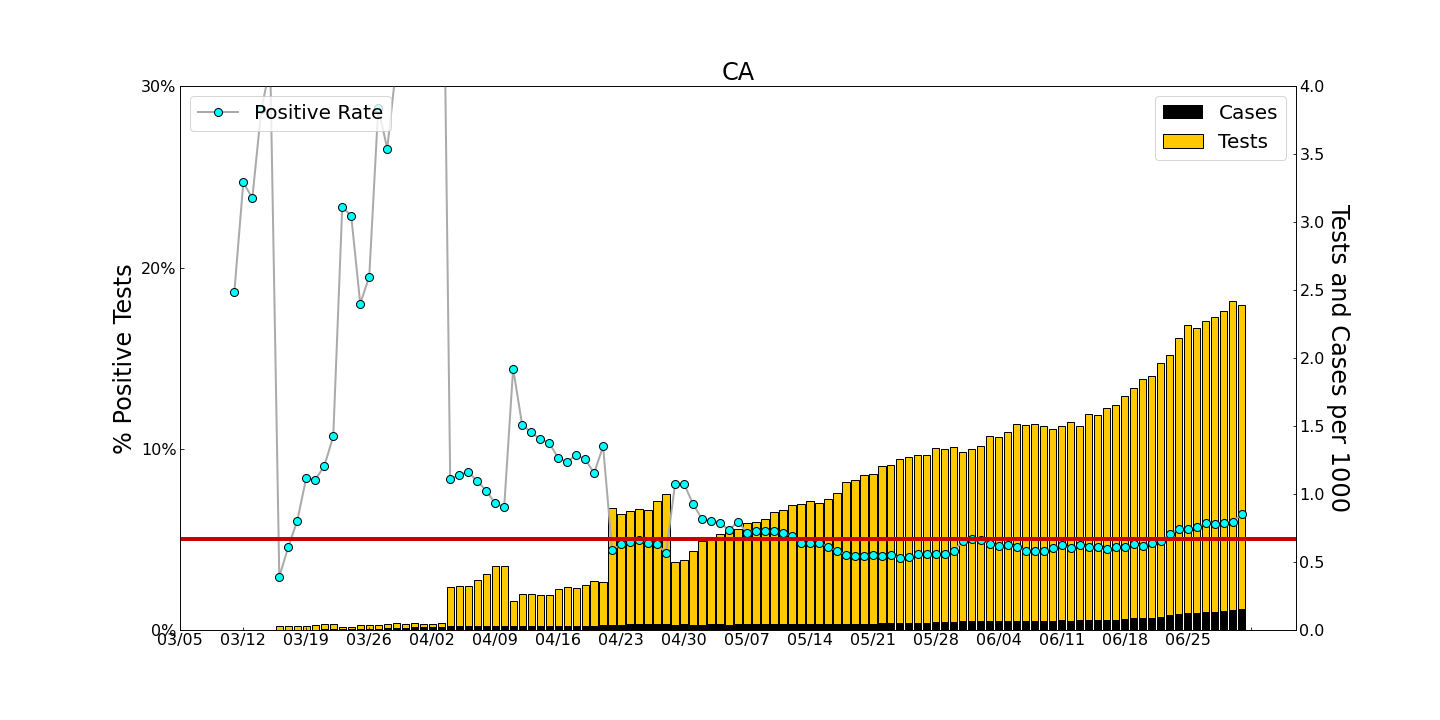 CA
Positive Rate
Cases
Tests
% Positive Tests
30%
20%
10%
0%
4.0
3.5
3.0
2.5
2.0
1.5
1.0
0.5
0.0
Tests and Cases per 1000
03/05 03/12 03/19 03/26 04/02 04/09 04/16 04/23 04/30 05/07 05/14 05/21 05/28 06/04 06/11 06/18 06/25